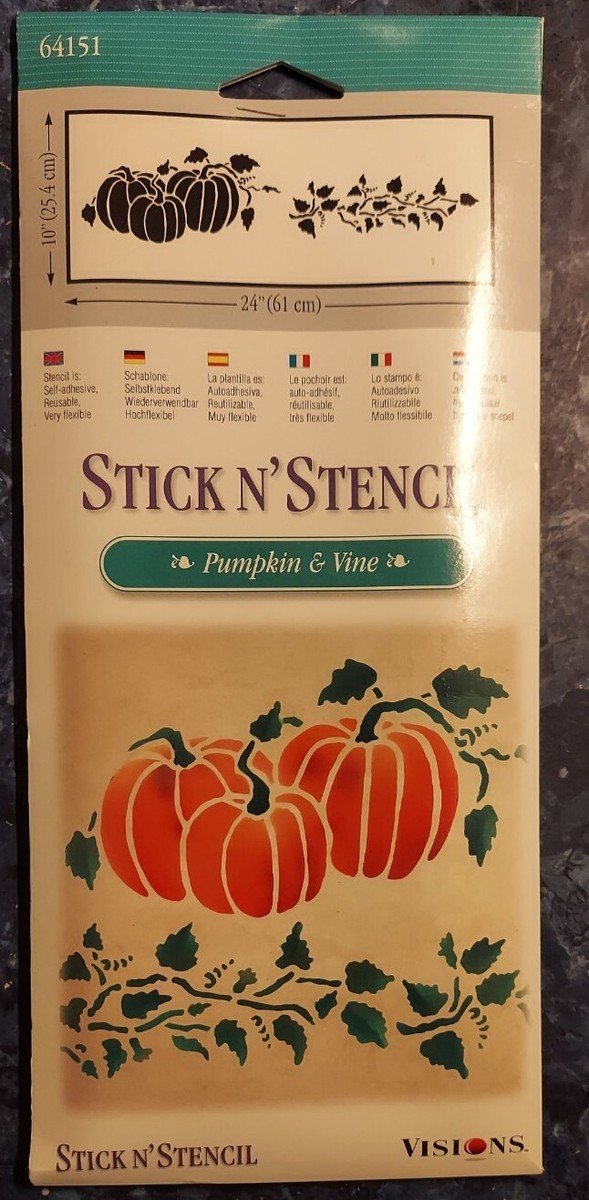 64151
10" (25.4 cm)
24" (61 cm)
Stencil is:
Self-adhesive,
Reusable,
Very flexible
Schablone:
Selbstklebend
Wiederverwendbar
Hochflexibel
La plantilla es:
Autoadhesiva,
Reutilizable,
Muy flexible
Le pochoir est:
auto-adhésif,
réutilisable,
très flexible
Lo stampo è:
Autoadesivo
Riutilizzabile
Molto flessibile
STICK N' STENCIL
Pumpkin & Vine
STICK N' STENCIL
VISIONS